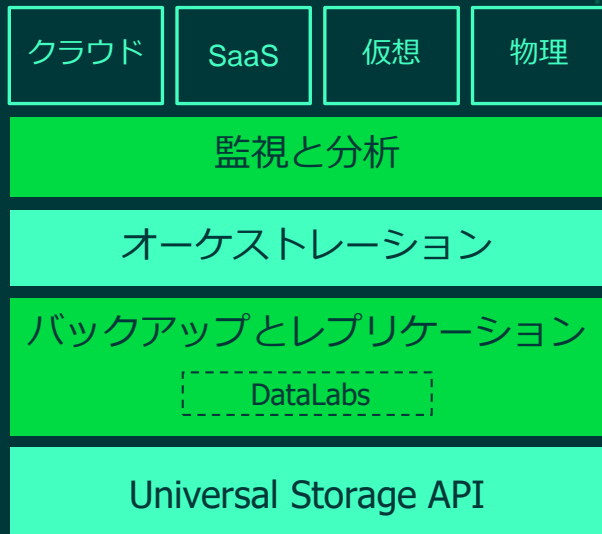 クラウド
SaaS
仮想
物理
監視と分析
オーケストレーション
バックアップとレプリケーション
DataLabs
Universal Storage API